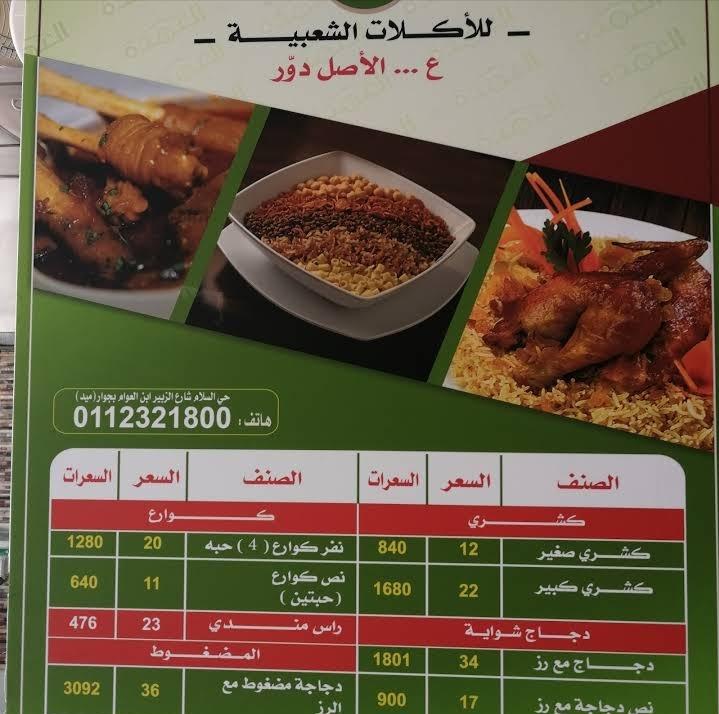 للأكلات الشعبية
ع ... الأصل دوّر
حي السلام شارع الزبير ابن العوام بجوار (ميد)
هاتف: 0112321800
الصنف السعر السعرات الصنف السعر السعرات
كشري كوارع
كشري صغير 12 840 نفر كوارع ( 4 ) حبه 20 1280
كشري كبير 22 1680 نص كوارع ( حبتين ) 11 640
دجاج شواية راس مندي 23 476
المضغوط
دجاج مع رز 34 1801 دجاجة مضغوط مع الرز 36 3092
نص دجاجة مع رز 17 900
العمدة